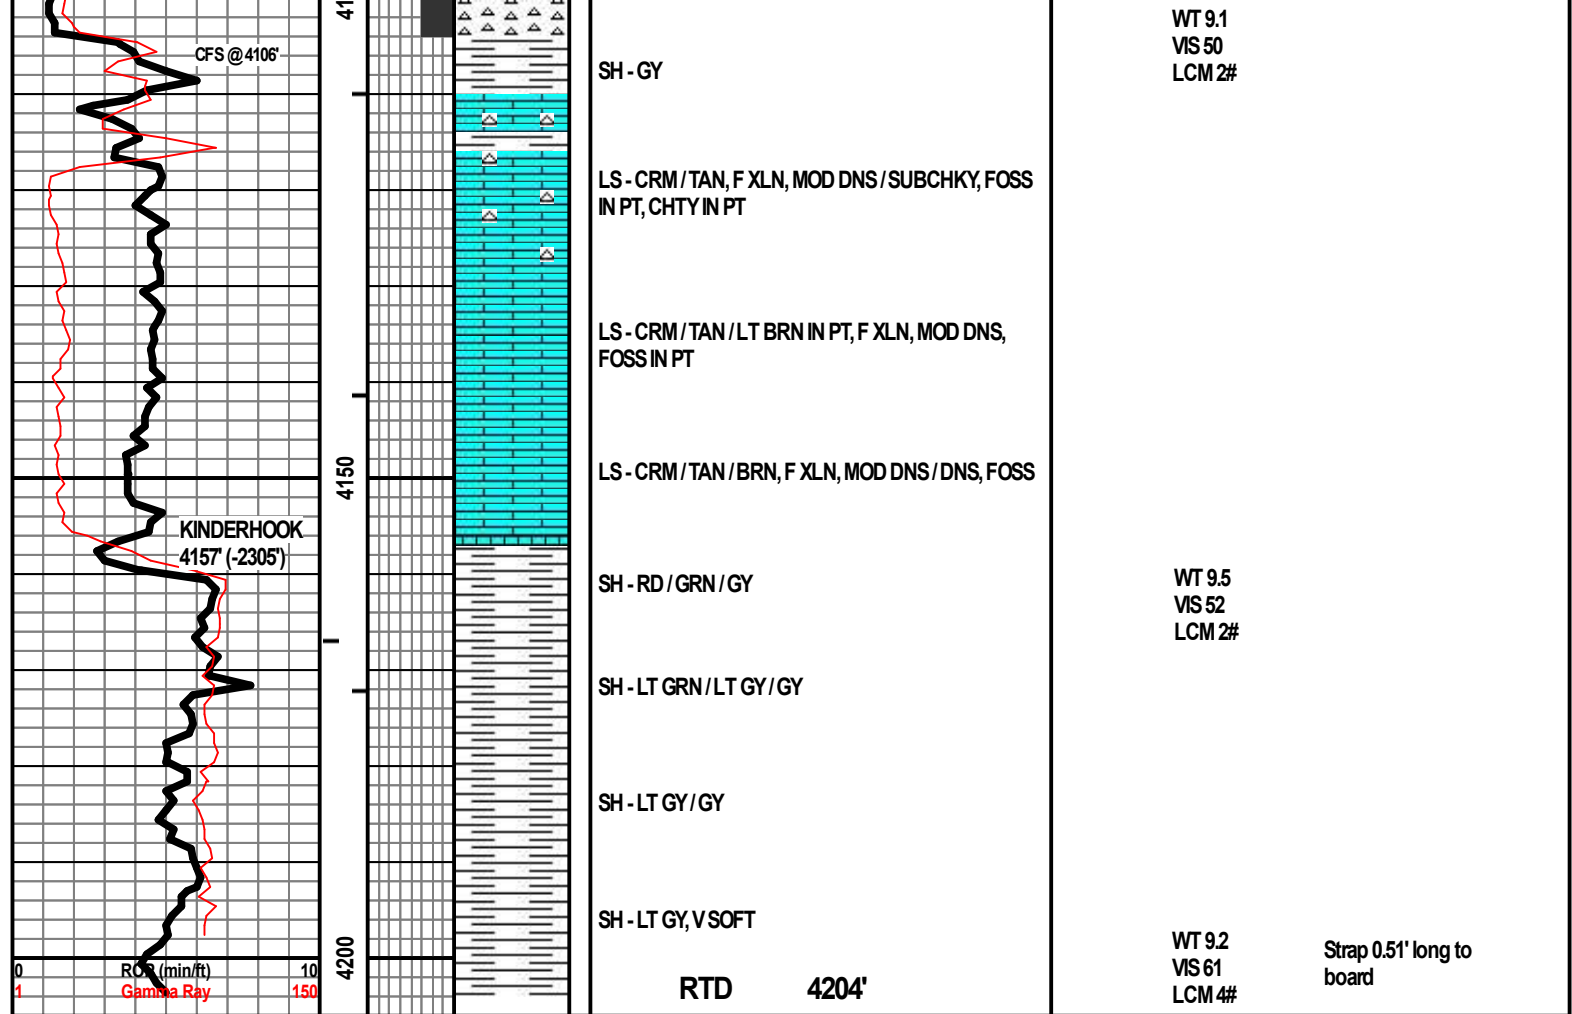 41
WT 9.1
VIS 50
LCM 2#
CFS @ 4106'
SH - GY
LS - CRM / TAN, F XLN, MOD DNS / SUBCHKY, FOSS
IN PT, CHTY IN PT
LS - CRM / TAN / LT BRN IN PT, F XLN, MOD DNS,
FOSS IN PT
4150
LS - CRM / TAN / BRN, F XLN, MOD DNS / DNS, FOSS
KINDERHOOK
4157' (-2305')
SH - RD / GRN / GY
WT 9.5
VIS 52
LCM 2#
SH - LT GRN / LT GY / GY
SH - LT GY / GY
SH - LT GY, V SOFT
4200
WT 9.2
VIS 61
LCM 4#
Strap 0.51' long to
board
0 ROP (min/ft) 10
1 Gamma Ray 150
RTD 4204'